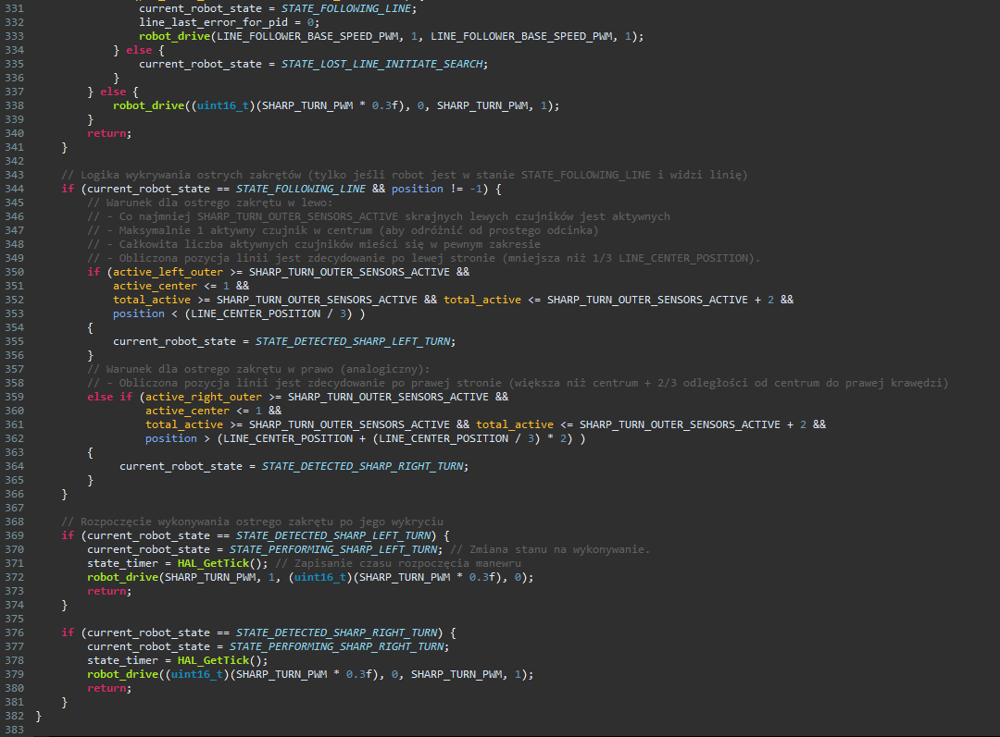 331 current_robot_state = STATE_FOLLOWING_LINE;
332 line_last_error_for_pid = 0;
333 robot_drive(LINE_FOLLOWER_BASE_SPEED_PWM, 1, LINE_FOLLOWER_BASE_SPEED_PWM, 1);
334 } else {
335 current_robot_state = STATE_LOST_LINE_INITIATE_SEARCH;
336 }
337 } else {
338 robot_drive((uint16_t)(SHARP_TURN_PWM * 0.3f), 0, SHARP_TURN_PWM, 1);
339 }
340 return;
341 }
342
343 // Logika wykrywania ostrych zakrętów (tylko jeśli robot jest w stanie STATE_FOLLOWING_LINE i widzi linię)
344 if (current_robot_state == STATE_FOLLOWING_LINE && position != -1) {
345 // Warunek dla ostrego zakrętu w lewo:
346 // - Co najmniej SHARP_TURN_OUTER_SENSORS_ACTIVE skrajnych lewych czujników jest aktywnych
347 // - Maksymalnie 1 aktywny czujnik w centrum (aby odróżnić od prostego odcinka)
348 // - Całkowita liczba aktywnych czujników mieści się w pewnym zakresie
349 // - Obliczona pozycja linii jest zdecydowanie po lewej stronie (mniejsza niż 1/3 LINE_CENTER_POSITION).
350 if (active_left_outer >= SHARP_TURN_OUTER_SENSORS_ACTIVE &&
351 active_center <= 1 &&
352 total_active >= SHARP_TURN_OUTER_SENSORS_ACTIVE && total_active <= SHARP_TURN_OUTER_SENSORS_ACTIVE + 2 &&
353 position < (LINE_CENTER_POSITION / 3) )
354 {
355 current_robot_state = STATE_DETECTED_SHARP_LEFT_TURN;
356 }
357 // Warunek dla ostrego zakrętu w prawo (analogiczny):
358 // - Obliczona pozycja linii jest zdecydowanie po prawej stronie (większa niż centrum + 2/3 odległości od centrum do prawej krawędzi)
359 else if (active_right_outer >= SHARP_TURN_OUTER_SENSORS_ACTIVE &&
360 active_center <= 1 &&
361 total_active >= SHARP_TURN_OUTER_SENSORS_ACTIVE && total_active <= SHARP_TURN_OUTER_SENSORS_ACTIVE + 2 &&
362 position > (LINE_CENTER_POSITION + (LINE_CENTER_POSITION / 3) * 2) )
363 {
364 current_robot_state = STATE_DETECTED_SHARP_RIGHT_TURN;
365 }
366 }
367
368 // Rozpoczęcie wykonywania ostrego zakrętu po jego wykryciu
369 if (current_robot_state == STATE_DETECTED_SHARP_LEFT_TURN) {
370 current_robot_state = STATE_PERFORMING_SHARP_LEFT_TURN; // Zmiana stanu na wykonywanie.
371 state_timer = HAL_GetTick(); // Zapisanie czasu rozpoczęcia manewru
372 robot_drive(SHARP_TURN_PWM, 1, (uint16_t)(SHARP_TURN_PWM * 0.3f), 0);
373 return;
374 }
375
376 if (current_robot_state == STATE_DETECTED_SHARP_RIGHT_TURN) {
377 current_robot_state = STATE_PERFORMING_SHARP_RIGHT_TURN;
378 state_timer = HAL_GetTick();
379 robot_drive((uint16_t)(SHARP_TURN_PWM * 0.3f), 0, SHARP_TURN_PWM, 1);
380 return;
381 }
382 }
383